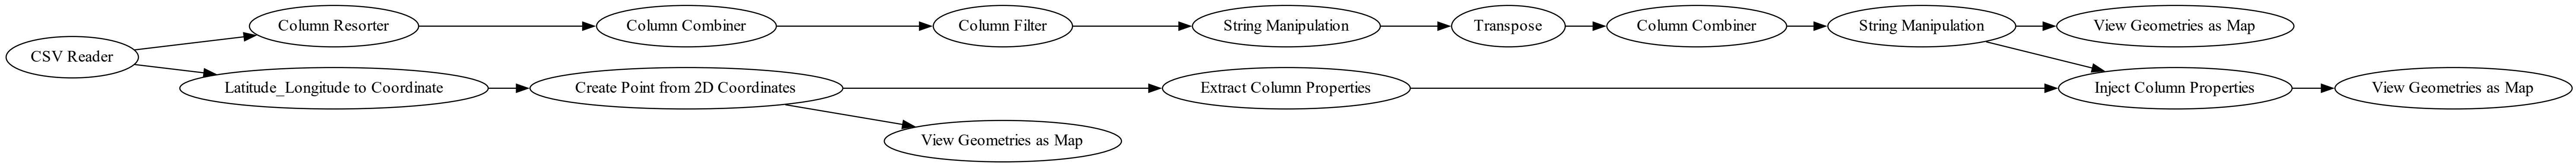 CSV Reader
Column Resorter
Column Combiner
Column Filter
String Manipulation
Transpose
Column Combiner
String Manipulation
View Geometries as Map
Latitude_Longitude to Coordinate
Create Point from 2D Coordinates
Extract Column Properties
Inject Column Properties
View Geometries as Map
View Geometries as Map